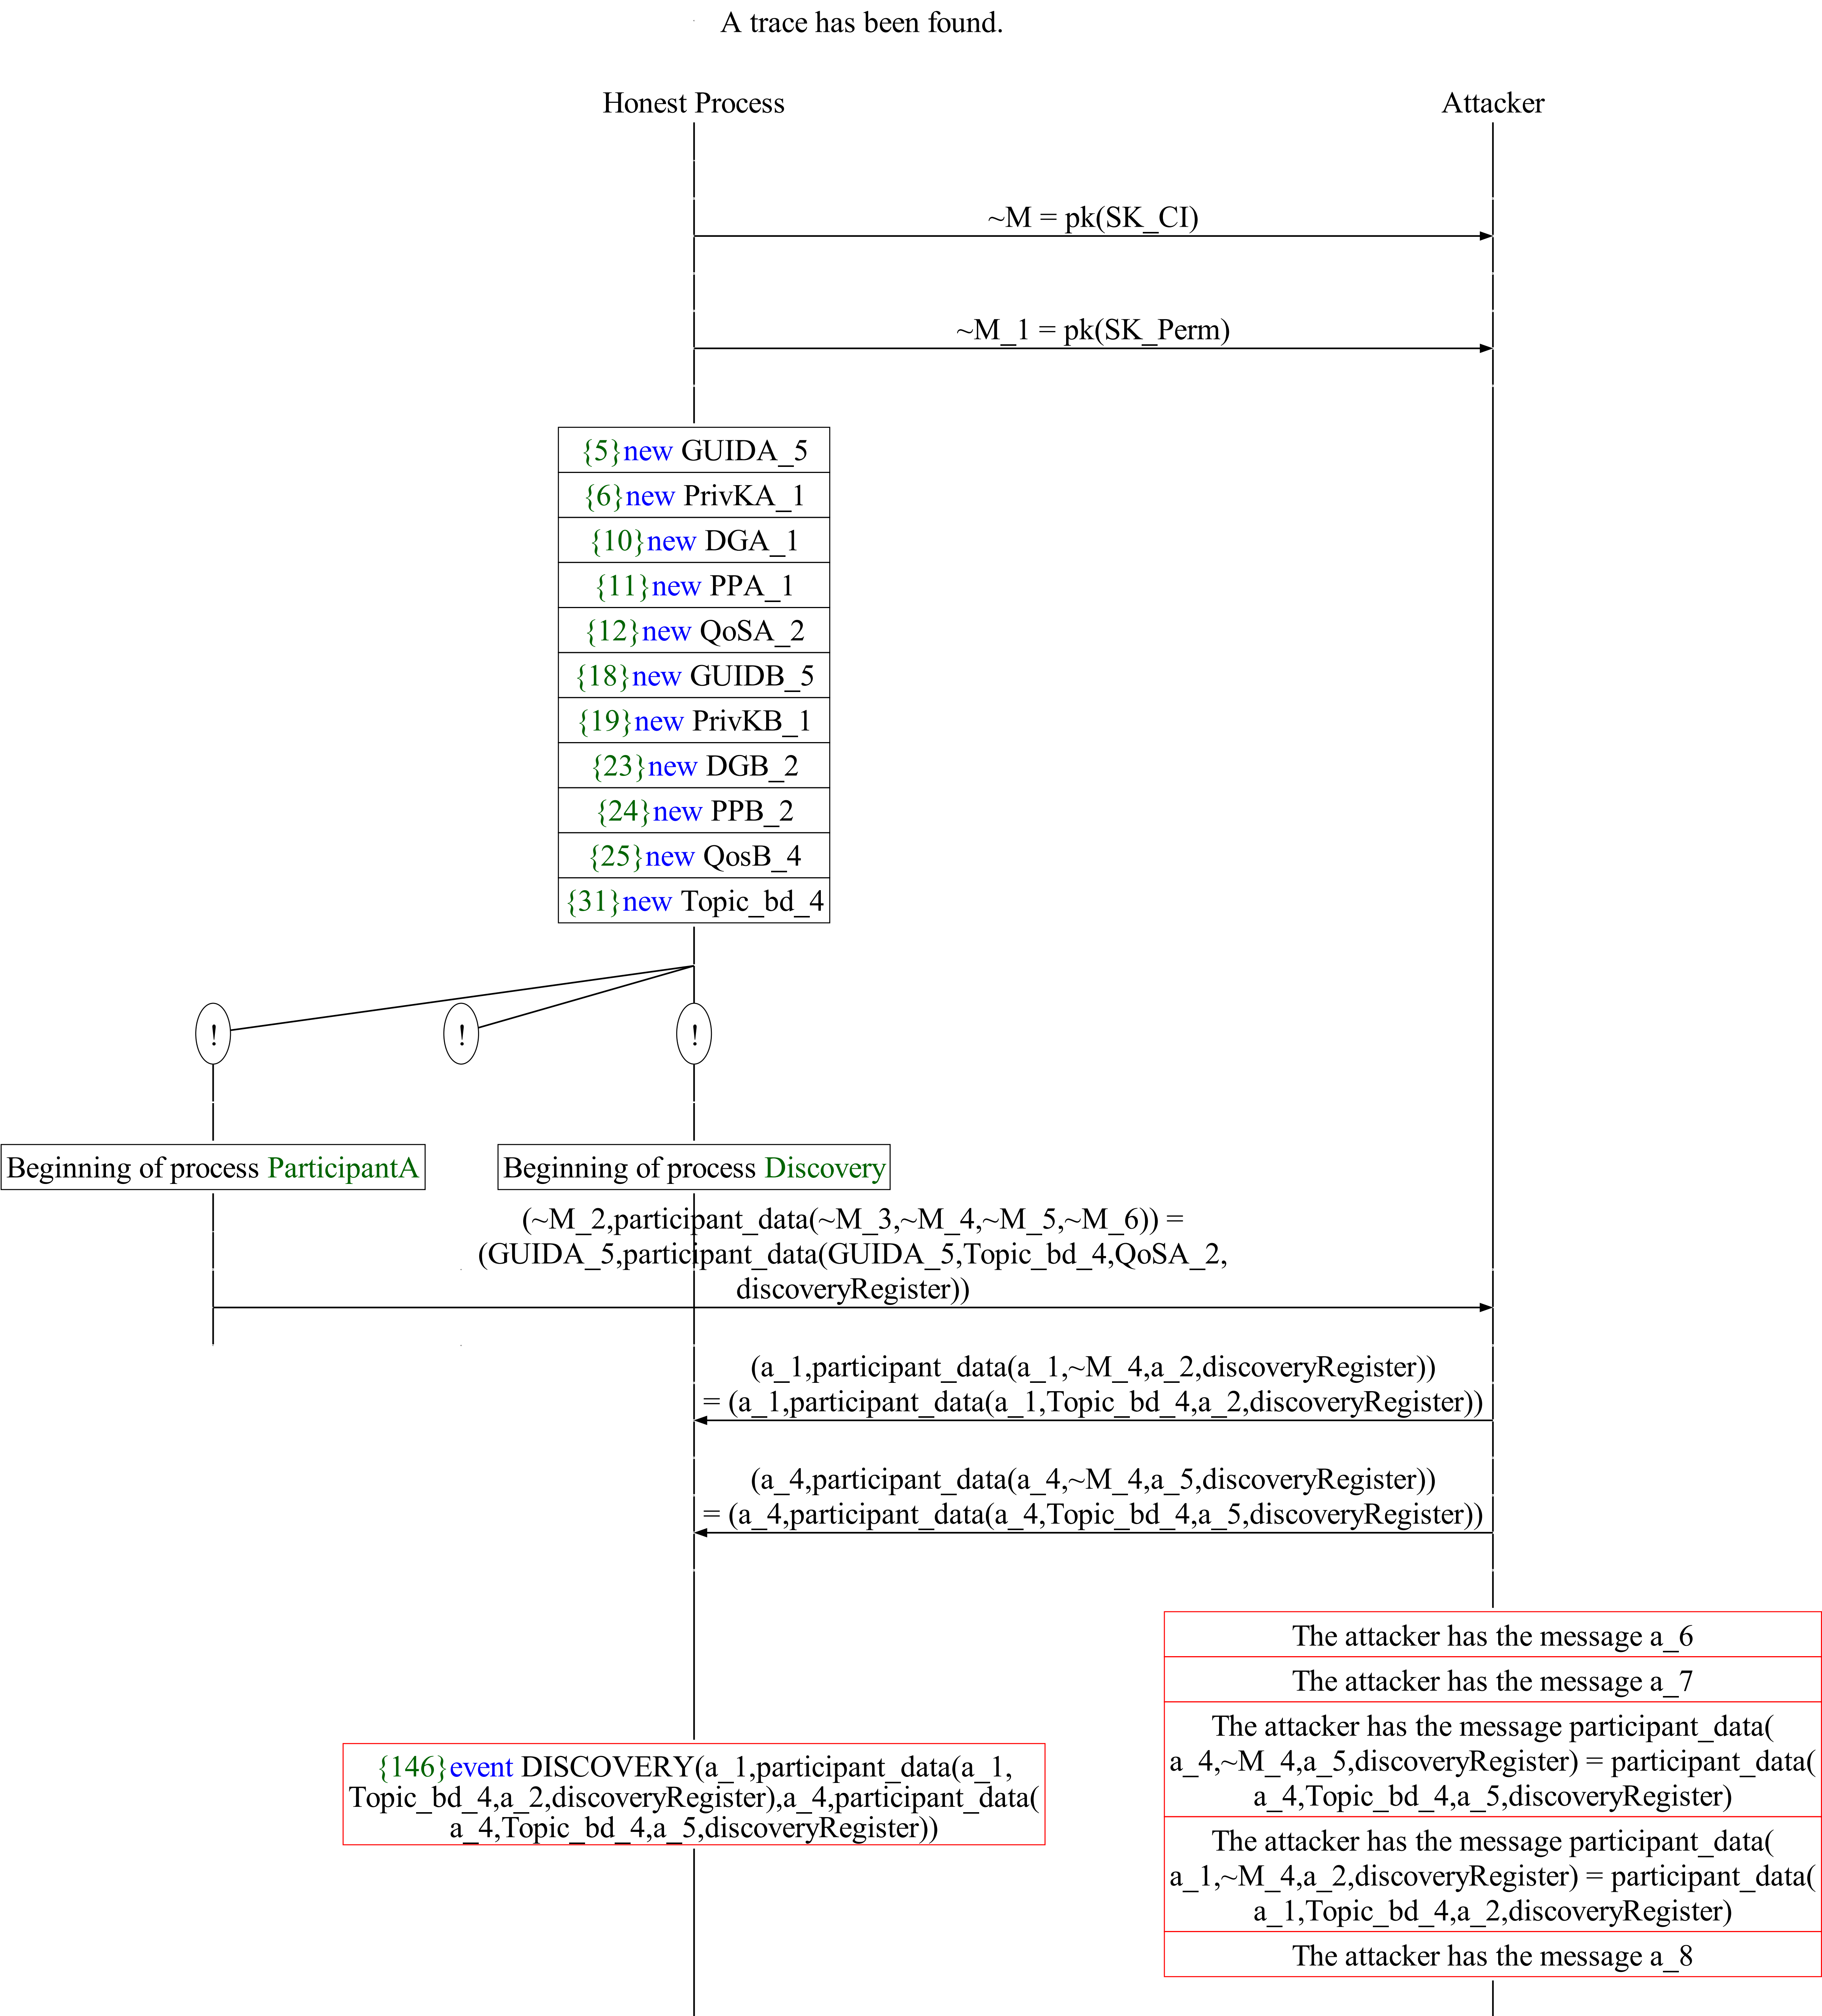 A trace has been found.
Honest Process
Attacker
~M = pk(SK_CI)
~M_1 = pk(SK_Perm)
{5}new GUIDA_5
{6}new PrivKA_1
{10}new DGA_1
{11}new PPA_1
{12}new QoSA_2
{18}new GUIDB_5
{19}new PrivKB_1
{23}new DGB_2
{24}new PPB_2
{25}new QosB_4
{31}new Topic_bd_4
!
!
!
Beginning of process ParticipantA
Beginning of process Discovery
(~M_2,participant_data(~M_3,~M_4,~M_5,~M_6)) =
(GUIDA_5,participant_data(GUIDA_5,Topic_bd_4,QoSA_2,
discoveryRegister))
(a_1,participant_data(a_1,~M_4,a_2,discoveryRegister))
= (a_1,participant_data(a_1,Topic_bd_4,a_2,discoveryRegister))
(a_4,participant_data(a_4,~M_4,a_5,discoveryRegister))
= (a_4,participant_data(a_4,Topic_bd_4,a_5,discoveryRegister))
The attacker has the message a_6
The attacker has the message a_7
The attacker has the message participant_data(
a_4,~M_4,a_5,discoveryRegister) = participant_data(
a_4,Topic_bd_4,a_5,discoveryRegister)
The attacker has the message participant_data(
a_1,~M_4,a_2,discoveryRegister) = participant_data(
a_1,Topic_bd_4,a_2,discoveryRegister)
The attacker has the message a_8
{146}event DISCOVERY(a_1,participant_data(a_1,
Topic_bd_4,a_2,discoveryRegister),a_4,participant_data(
a_4,Topic_bd_4,a_5,discoveryRegister))